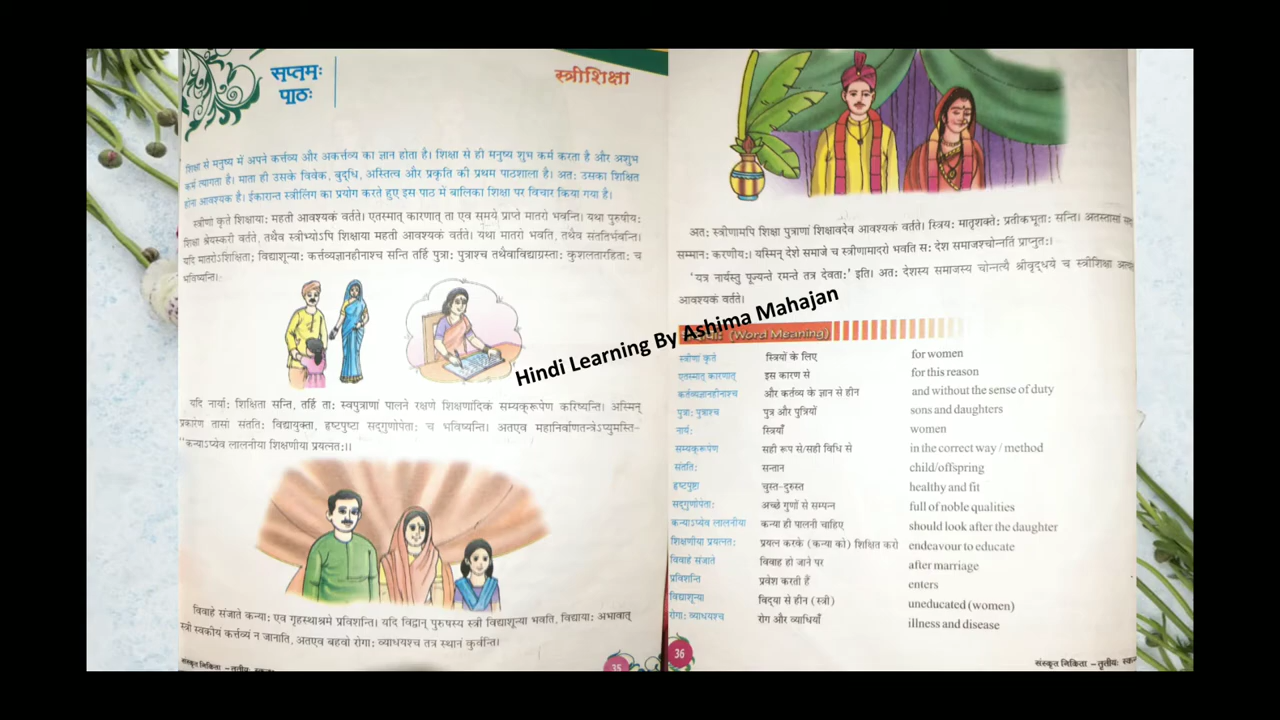 सप्तमः
पाठः
स्त्रीशिक्षा
शिक्षा से मनुष्य में अपने कर्त्तव्य और अकर्त्तव्य का ज्ञान होता है। शिक्षा से ही मनुष्य शुभ कर्म करता है और अशुभ
कर्म त्यागता है। माता ही उसके विवेक, बुद्धि, अस्तित्व और प्रकृति की प्रथम पाठशाला है। अतः उसका शिक्षित
होना आवश्यक है। ईकारान्त स्त्रीलिंग का प्रयोग करते हुए इस पाठ में बालिका शिक्षा पर विचार किया गया है।
स्त्रीणां कृते शिक्षायाः महती आवश्यकं वर्तते। एतस्मात् कारणात् ता एव समये प्राप्ते मातरो भवन्ति। यथा पुरुषीयः
शिक्षा श्रेयस्करी वर्तते, तथैव स्त्रीभ्योऽपि शिक्षाया महती आवश्यकं वर्तते। यथा मातरो भवति, तथैव संततिर्भवन्ति।
यदि मातरोऽशिक्षिता; विद्याशून्याः कर्त्तव्यज्ञानहीनाश्च सन्ति तर्हि पुत्राः पुत्राश्च तथैवाविद्याग्रस्ताः कुशलतारहिताः च
भविष्यन्ति।
यदि नार्याः शिक्षिता सन्ति, तर्हि ताः स्वपुत्राणां पालने रक्षणे शिक्षणादिकं सम्यक्‌रूपेण करिष्यन्ति। अस्मिन्
प्रकारेण तासां संततिः विद्यायुक्ता, हृष्टपुष्टा सद्‌गुणोपेताः च भविष्यन्ति। अतएव महानिर्वाणतन्त्रेऽप्युमस्ति-
"कन्याऽप्येव लालनीया शिक्षणीया प्रयत्नतः।।
विवाहे संजाते कन्याः एव गृहस्थाश्रमे प्रविशन्ति। यदि विद्वान् पुरुषस्य स्त्री विद्याशून्या भवति, विद्यायाः अभावात्
स्त्री स्वकीयं कर्त्तव्यं न जानाति, अतएव बहवो रोगाः व्याधयश्च तत्र स्थानं कुर्वन्ति।
संस्कृत निकिता – तृतीयः
35
अतः स्त्रीणामपि शिक्षा पुत्राणां शिक्षावदेव आवश्यकं वर्तते। स्त्रियः मातृशक्तेः प्रतीकभूताः सन्ति। अतस्तासां
सम्मानः करणीयः। यस्मिन् देशे समाजे च स्त्रीणामादरो भवति सः देश समाजश्चोन्नतिं प्राप्नुतः।
'यत्र नार्यस्तु पूज्यन्ते रमन्ते तत्र देवताः' इति। अतः देशस्य समाजस्य चोन्नत्यै श्रीवृद्धये च स्त्रीशिक्षा
आवश्यकं वर्तते।
Hindi Learning By Ashima Mahajan
(Word Meaning)
स्त्रीणां कृते स्त्रियों के लिए for women
एतस्मात् कारणात् इस कारण से for this reason
कर्तव्यज्ञानहीनाश्च और कर्तव्य के ज्ञान से हीन and without the sense of duty
पुत्राः पुत्राश्च पुत्र और पुत्रियों sons and daughters
नार्यः स्त्रियाँ women
सम्यक्‌रूपेण सही रूप से/सही विधि से in the correct way / method
संततिः सन्तान child/offspring
हृष्टपुष्टा चुस्त-दुरुस्त healthy and fit
सद्‌गुणोपेताः अच्छे गुणों से सम्पन्न full of noble qualities
कन्याऽप्येव लालनीया कन्या ही पालनी चाहिए should look after the daughter
शिक्षणीया प्रयत्नतः प्रयत्न करके (कन्या को) शिक्षित करो endeavour to educate
विवाहे संजाते विवाह हो जाने पर after marriage
प्रविशन्ति प्रवेश करती हैं enters
विद्याशून्या विद्या से हीन (स्त्री) uneducated (women)
रोगाः व्याधयश्च रोग और व्याधियाँ illness and disease
36
संस्कृत निकिता – तृतीयः